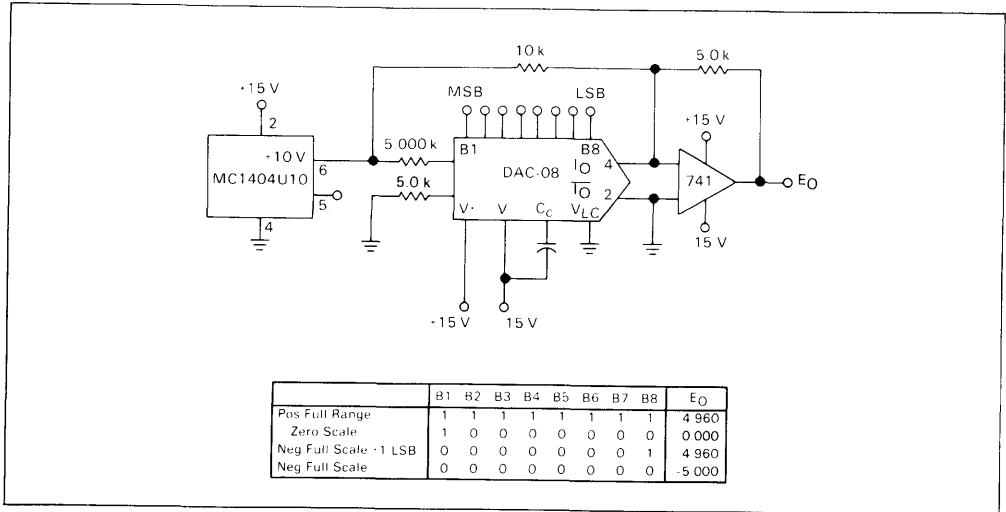 10 k
5.0 k
+15 V
MSB
LSB
2
+15 V
+10 V
5.000 k
B1
B8
6
IO
4
MC1404U10
DAC-08
741
EO
5
5.0 k
IO
2
4
V+
V
CC
VLC
15 V
+15 V
15 V
B1 B2 B3 B4 B5 B6 B7 B8 EO
Pos Full Range 1 1 1 1 1 1 1 1 4 960
Zero Scale 1 0 0 0 0 0 0 0 0 000
Neg Full Scale +1 LSB 0 0 0 0 0 0 0 1 4 960
Neg Full Scale 0 0 0 0 0 0 0 0 -5 000